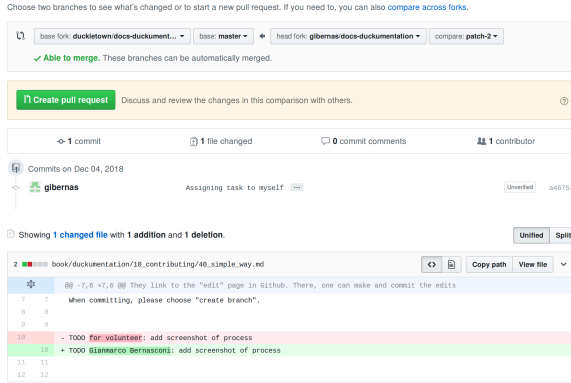 Choose two branches to see what's changed or to start a new pull request. If you need to, you can also compare across forks.
base fork: duckietown/docs-duckument... base: master head fork: gibernas/docs-duckumentation compare: patch-2
Able to merge. These branches can be automatically merged.
Create pull request Discuss and review the changes in this comparison with others.
1 commit 1 file changed 0 commit comments 1 contributor
Commits on Dec 04, 2018
gibernas Assigning task to myself ... Unverified a4675
Showing 1 changed file with 1 addition and 1 deletion. Unified Split
2 book/duckumentation/10_contributing/40_simple_way.md <> Copy path View file
@@ -7,6 +7,6 @@ They link to the "edit" page in Github. There, one can make and commit the edits
7 7 When committing, please choose "create branch".
8 8
9 9
10 - TODO for volunteer: add screenshot of process
10 + TODO Gianmarco Bernasconi: add screenshot of process
11 11
12 12